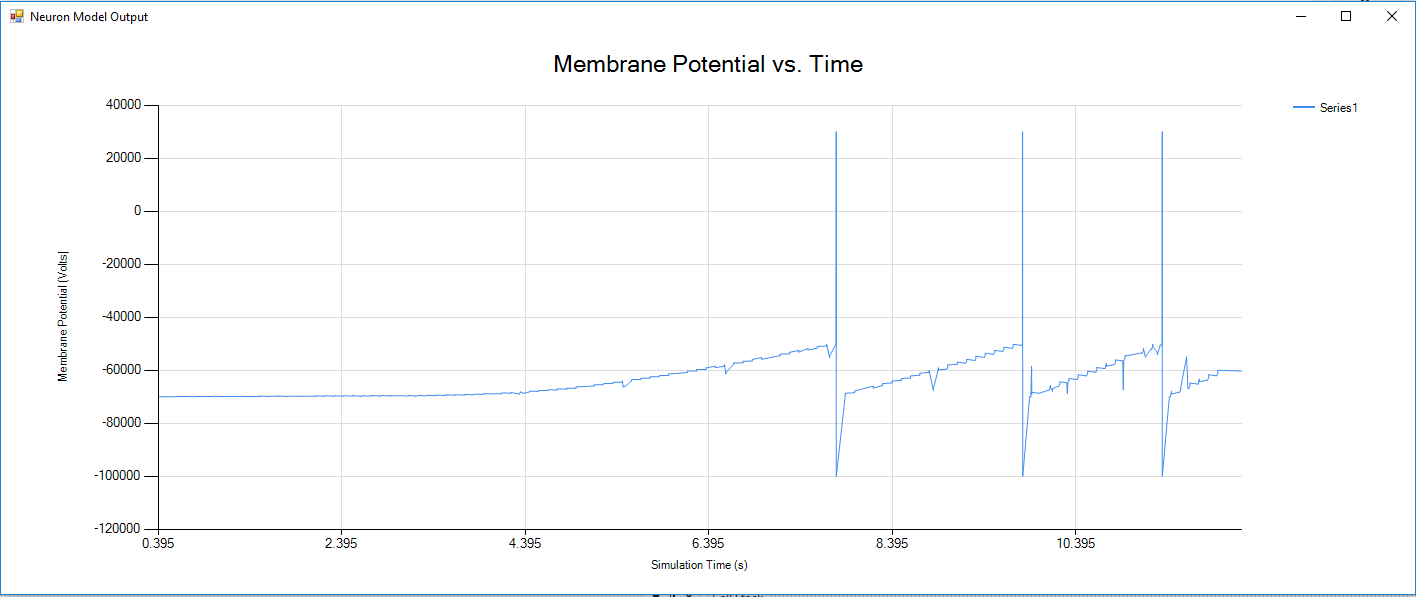 Neuron Model Output
Membrane Potential vs. Time
Series1
40000
20000
0
-20000
-40000
-60000
-80000
-100000
-120000
Membrane Potential (Volts|
0.395 2.395 4.395 6.395 8.395 10.395
Simulation Time (s)